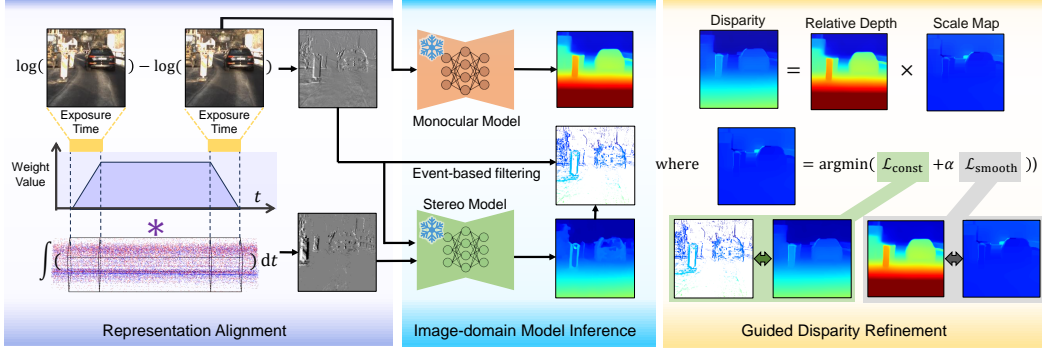 log( ) − log( )
Exposure
Time
Exposure
Time
Weight
Value
t
*
∫ ( ) dt
Representation Alignment
Monocular Model
Event-based filtering
Stereo Model
Image-domain Model Inference
Disparity
Relative Depth
Scale Map
= ×
where = argmin( ℒconst +α ℒsmooth))
Guided Disparity Refinement